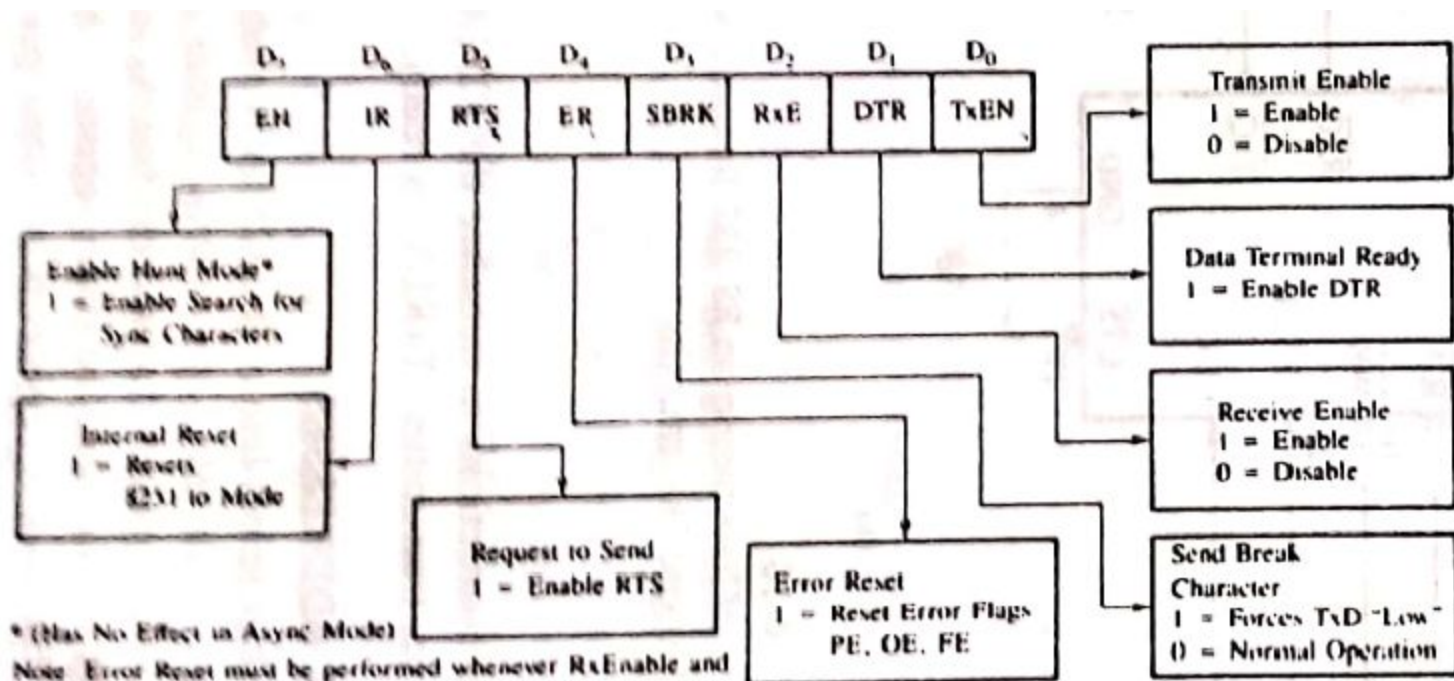 D₇ D₆ D₅ D₄ D₃ D₂ D₁ D₀
EN IR RTS ER SBRK RxE DTR TxEN
Transmit Enable
1 = Enable
0 = Disable
Data Terminal Ready
1 = Enable DTR
Receive Enable
1 = Enable
0 = Disable
Send Break
Character
1 = Forces TxD "Low"
0 = Normal Operation
Enable Hunt Mode*
1 = Enable Search for
Sync Characters
Internal Reset
1 = Resets
8251 to Mode
Request to Send
1 = Enable RTS
Error Reset
1 = Reset Error Flags
PE, OE, FE
* (Has No Effect in Async Mode)
Note: Error Reset must be performed whenever RxEnable and